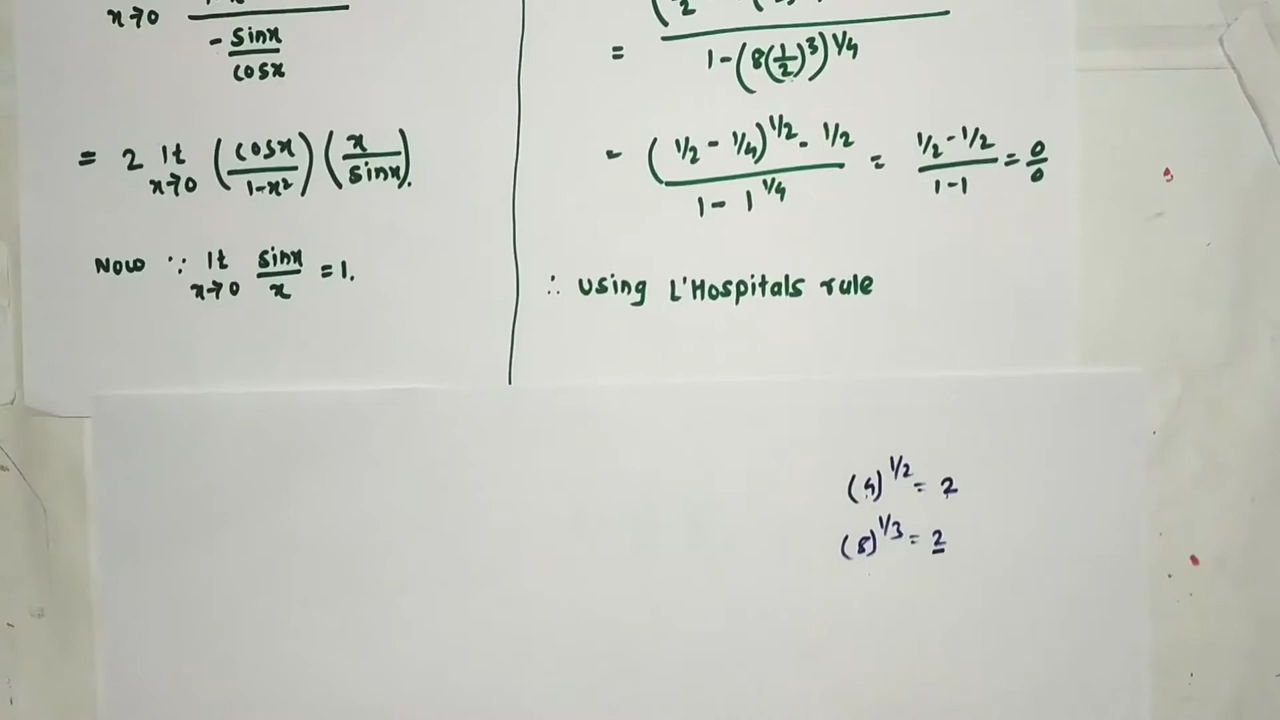 x→0
-sinx/cosx
= 2 lt x→0 (cosx/1-x²)(x/sinx).
Now ∵ lt x→0 sinx/x = 1.
= 1-(8(1/2)³)^1/4
= (1/2 - 1/4)^1/2 - 1/2 / 1 - 1^1/4 = 1/2 - 1/2 / 1-1 = 0/0
∴ using L'Hospitals rule
(4)^1/2 = 2
(8)^1/3 = 2